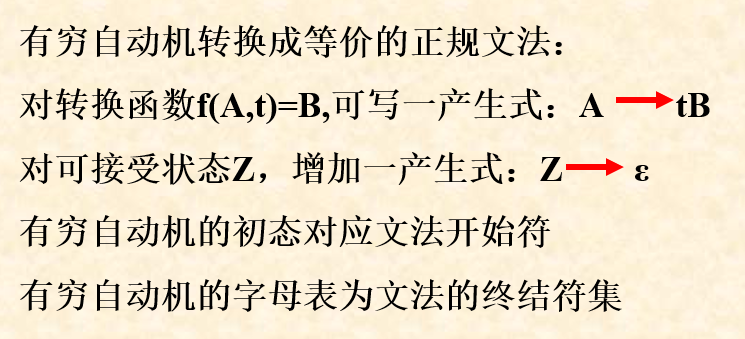 有穷自动机转换成等价的正规文法：
对转换函数f(A,t)=B,可写一产生式：A → tB
对可接受状态Z，增加一产生式：Z → ε
有穷自动机的初态对应文法开始符
有穷自动机的字母表为文法的终结符集